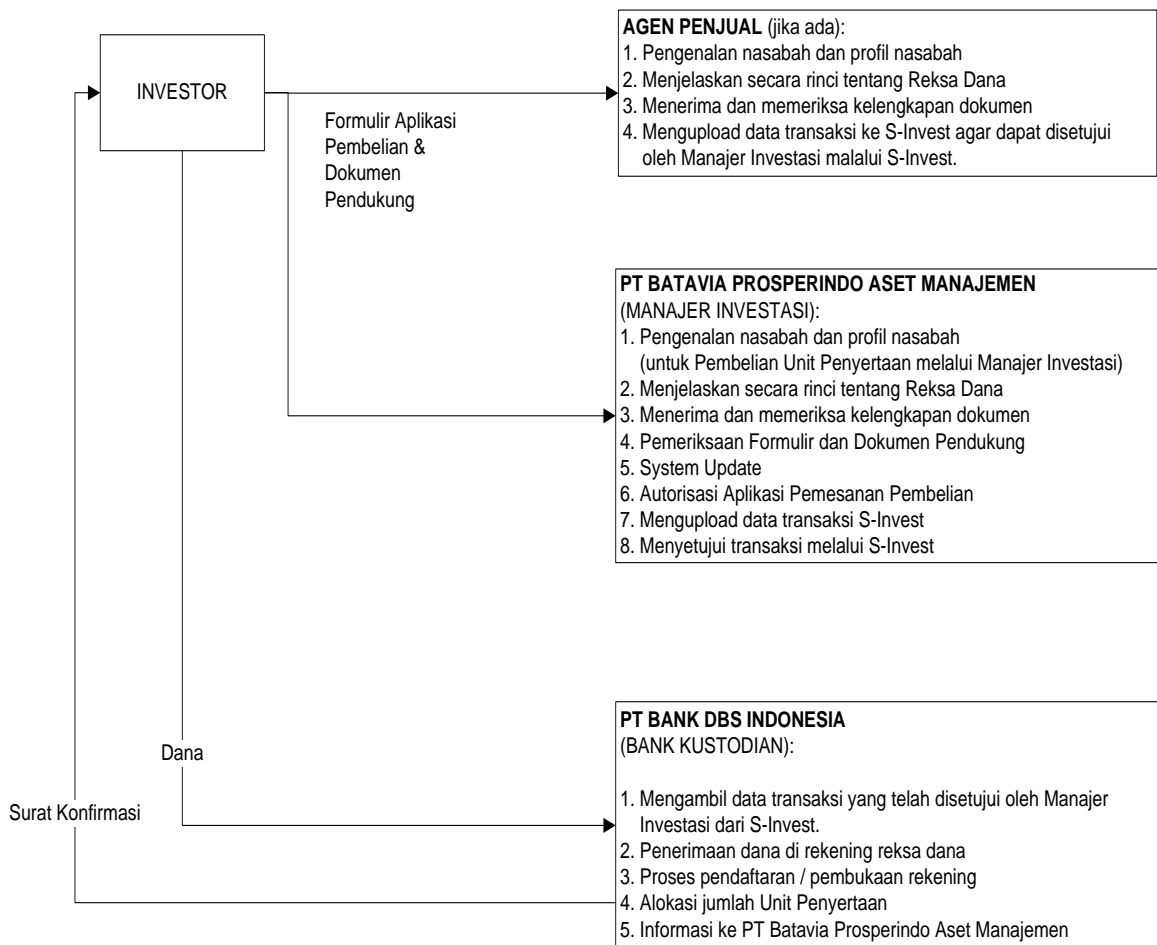 INVESTOR
Formulir Aplikasi
Pembelian &
Dokumen
Pendukung
AGEN PENJUAL (jika ada):
1. Pengenalan nasabah dan profil nasabah
2. Menjelaskan secara rinci tentang Reksa Dana
3. Menerima dan memeriksa kelengkapan dokumen
4. Mengupload data transaksi ke S-Invest agar dapat disetujui
oleh Manajer Investasi malalui S-Invest.
PT BATAVIA PROSPERINDO ASET MANAJEMEN
(MANAJER INVESTASI):
1. Pengenalan nasabah dan profil nasabah
(untuk Pembelian Unit Penyertaan melalui Manajer Investasi)
2. Menjelaskan secara rinci tentang Reksa Dana
3. Menerima dan memeriksa kelengkapan dokumen
4. Pemeriksaan Formulir dan Dokumen Pendukung
5. System Update
6. Autorisasi Aplikasi Pemesanan Pembelian
7. Mengupload data transaksi S-Invest
8. Menyetujui transaksi melalui S-Invest
Dana
Surat Konfirmasi
PT BANK DBS INDONESIA
(BANK KUSTODIAN):
1. Mengambil data transaksi yang telah disetujui oleh Manajer
Investasi dari S-Invest.
2. Penerimaan dana di rekening reksa dana
3. Proses pendaftaran / pembukaan rekening
4. Alokasi jumlah Unit Penyertaan
5. Informasi ke PT Batavia Prosperindo Aset Manajemen